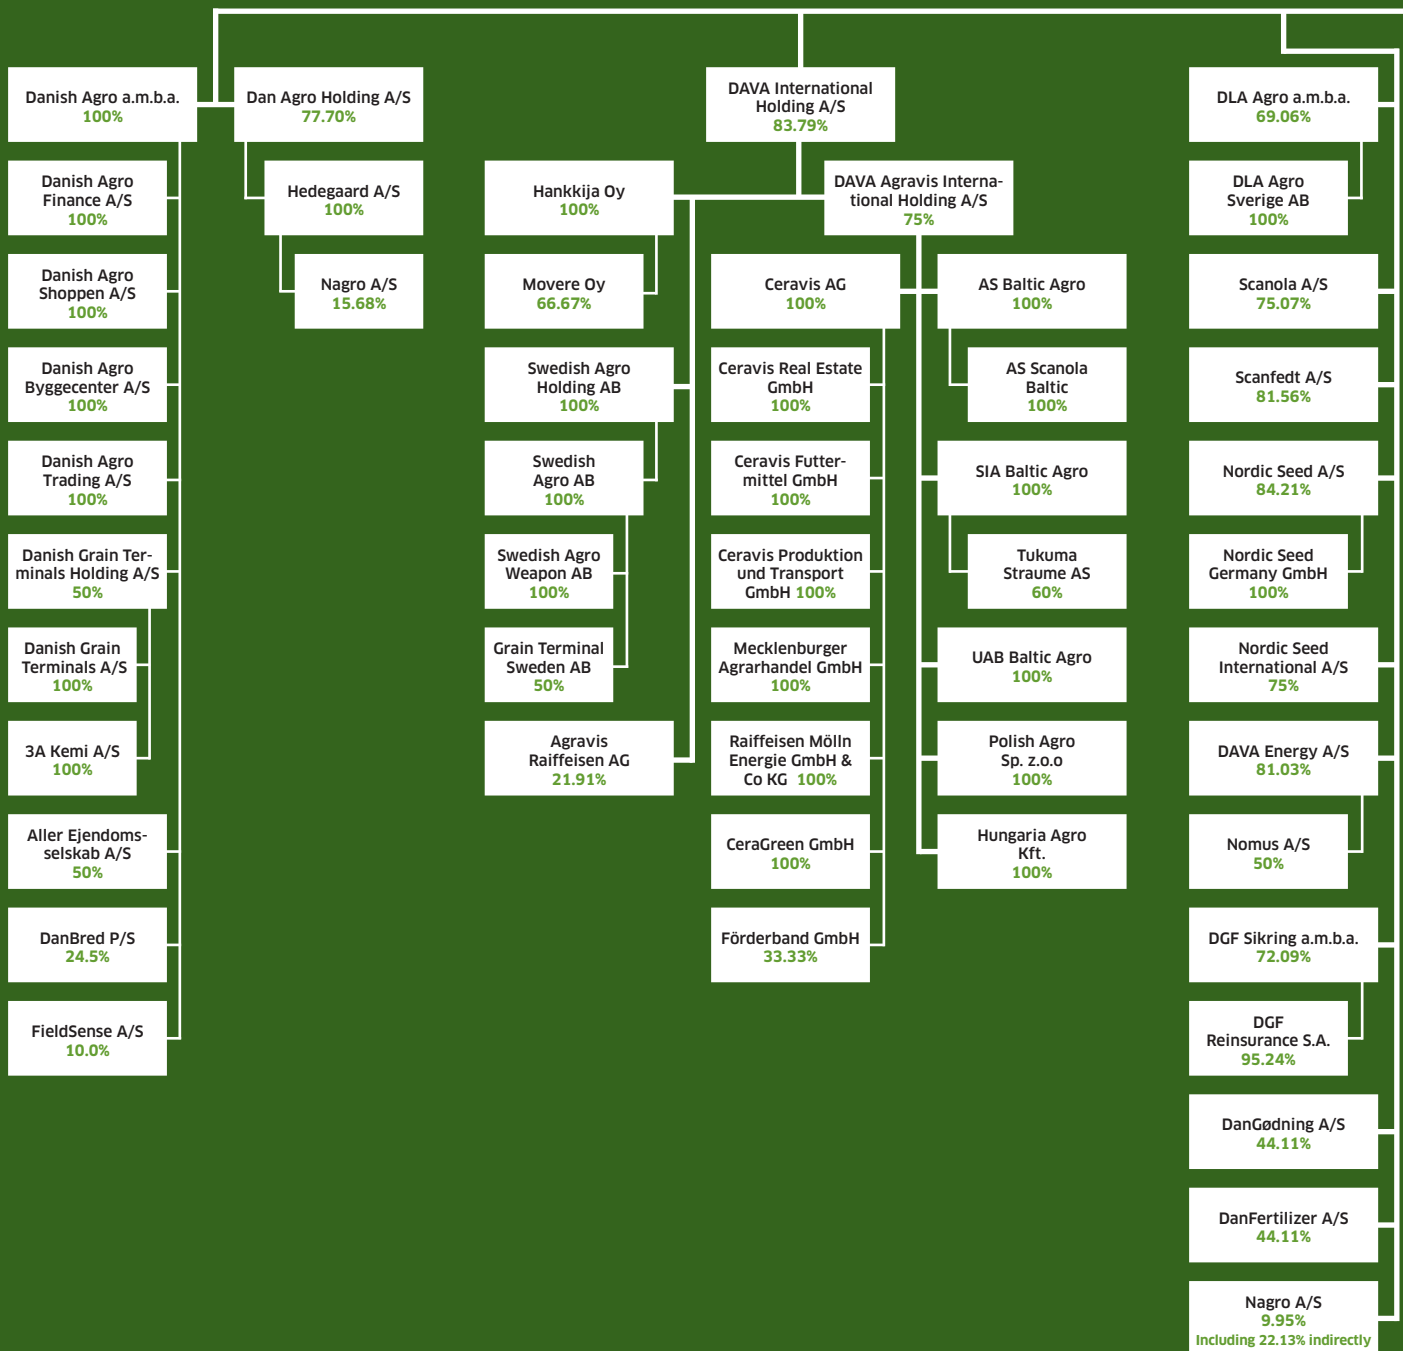 Danish Agro a.m.b.a.
100%
Danish Agro
Finance A/S
100%
Danish Agro
Shoppen A/S
100%
Danish Agro
Byggecenter A/S
100%
Danish Agro
Trading A/S
100%
Danish Grain Ter-
minals Holding A/S
50%
Danish Grain
Terminals A/S
100%
3A Kemi A/S
100%
Aller Ejendoms-
selskab A/S
50%
DanBred P/S
24.5%
FieldSense A/S
10.0%
Dan Agro Holding A/S
77.70%
Hedegaard A/S
100%
Nagro A/S
15.68%
DAVA International
Holding A/S
83.79%
Hankkija Oy
100%
Movere Oy
66.67%
Swedish Agro
Holding AB
100%
Swedish
Agro AB
100%
Swedish Agro
Weapon AB
100%
Grain Terminal
Sweden AB
50%
Agravis
Raiffeisen AG
21.91%
DAVA Agravis Interna-
tional Holding A/S
75%
Ceravis AG
100%
Ceravis Real Estate
GmbH
100%
Ceravis Futter-
mittel GmbH
100%
Ceravis Produktion
und Transport
GmbH 100%
Mecklenburger
Agrarhandel GmbH
100%
Raiffeisen Mölln
Energie GmbH &
Co KG 100%
CeraGreen GmbH
100%
Förderband GmbH
33.33%
AS Baltic Agro
100%
AS Scanola
Baltic
100%
SIA Baltic Agro
100%
Tukuma
Straume AS
60%
UAB Baltic Agro
100%
Polish Agro
Sp. z.o.o
100%
Hungaria Agro
Kft.
100%
DLA Agro a.m.b.a.
69.06%
DLA Agro
Sverige AB
100%
Scanola A/S
75.07%
Scanfedt A/S
81.56%
Nordic Seed A/S
84.21%
Nordic Seed
Germany GmbH
100%
Nordic Seed
International A/S
75%
DAVA Energy A/S
81.03%
Nomus A/S
50%
DGF Sikring a.m.b.a.
72.09%
DGF
Reinsurance S.A.
95.24%
DanGødning A/S
44.11%
DanFertilizer A/S
44.11%
Nagro A/S
9.95%
Including 22.13% indirectly